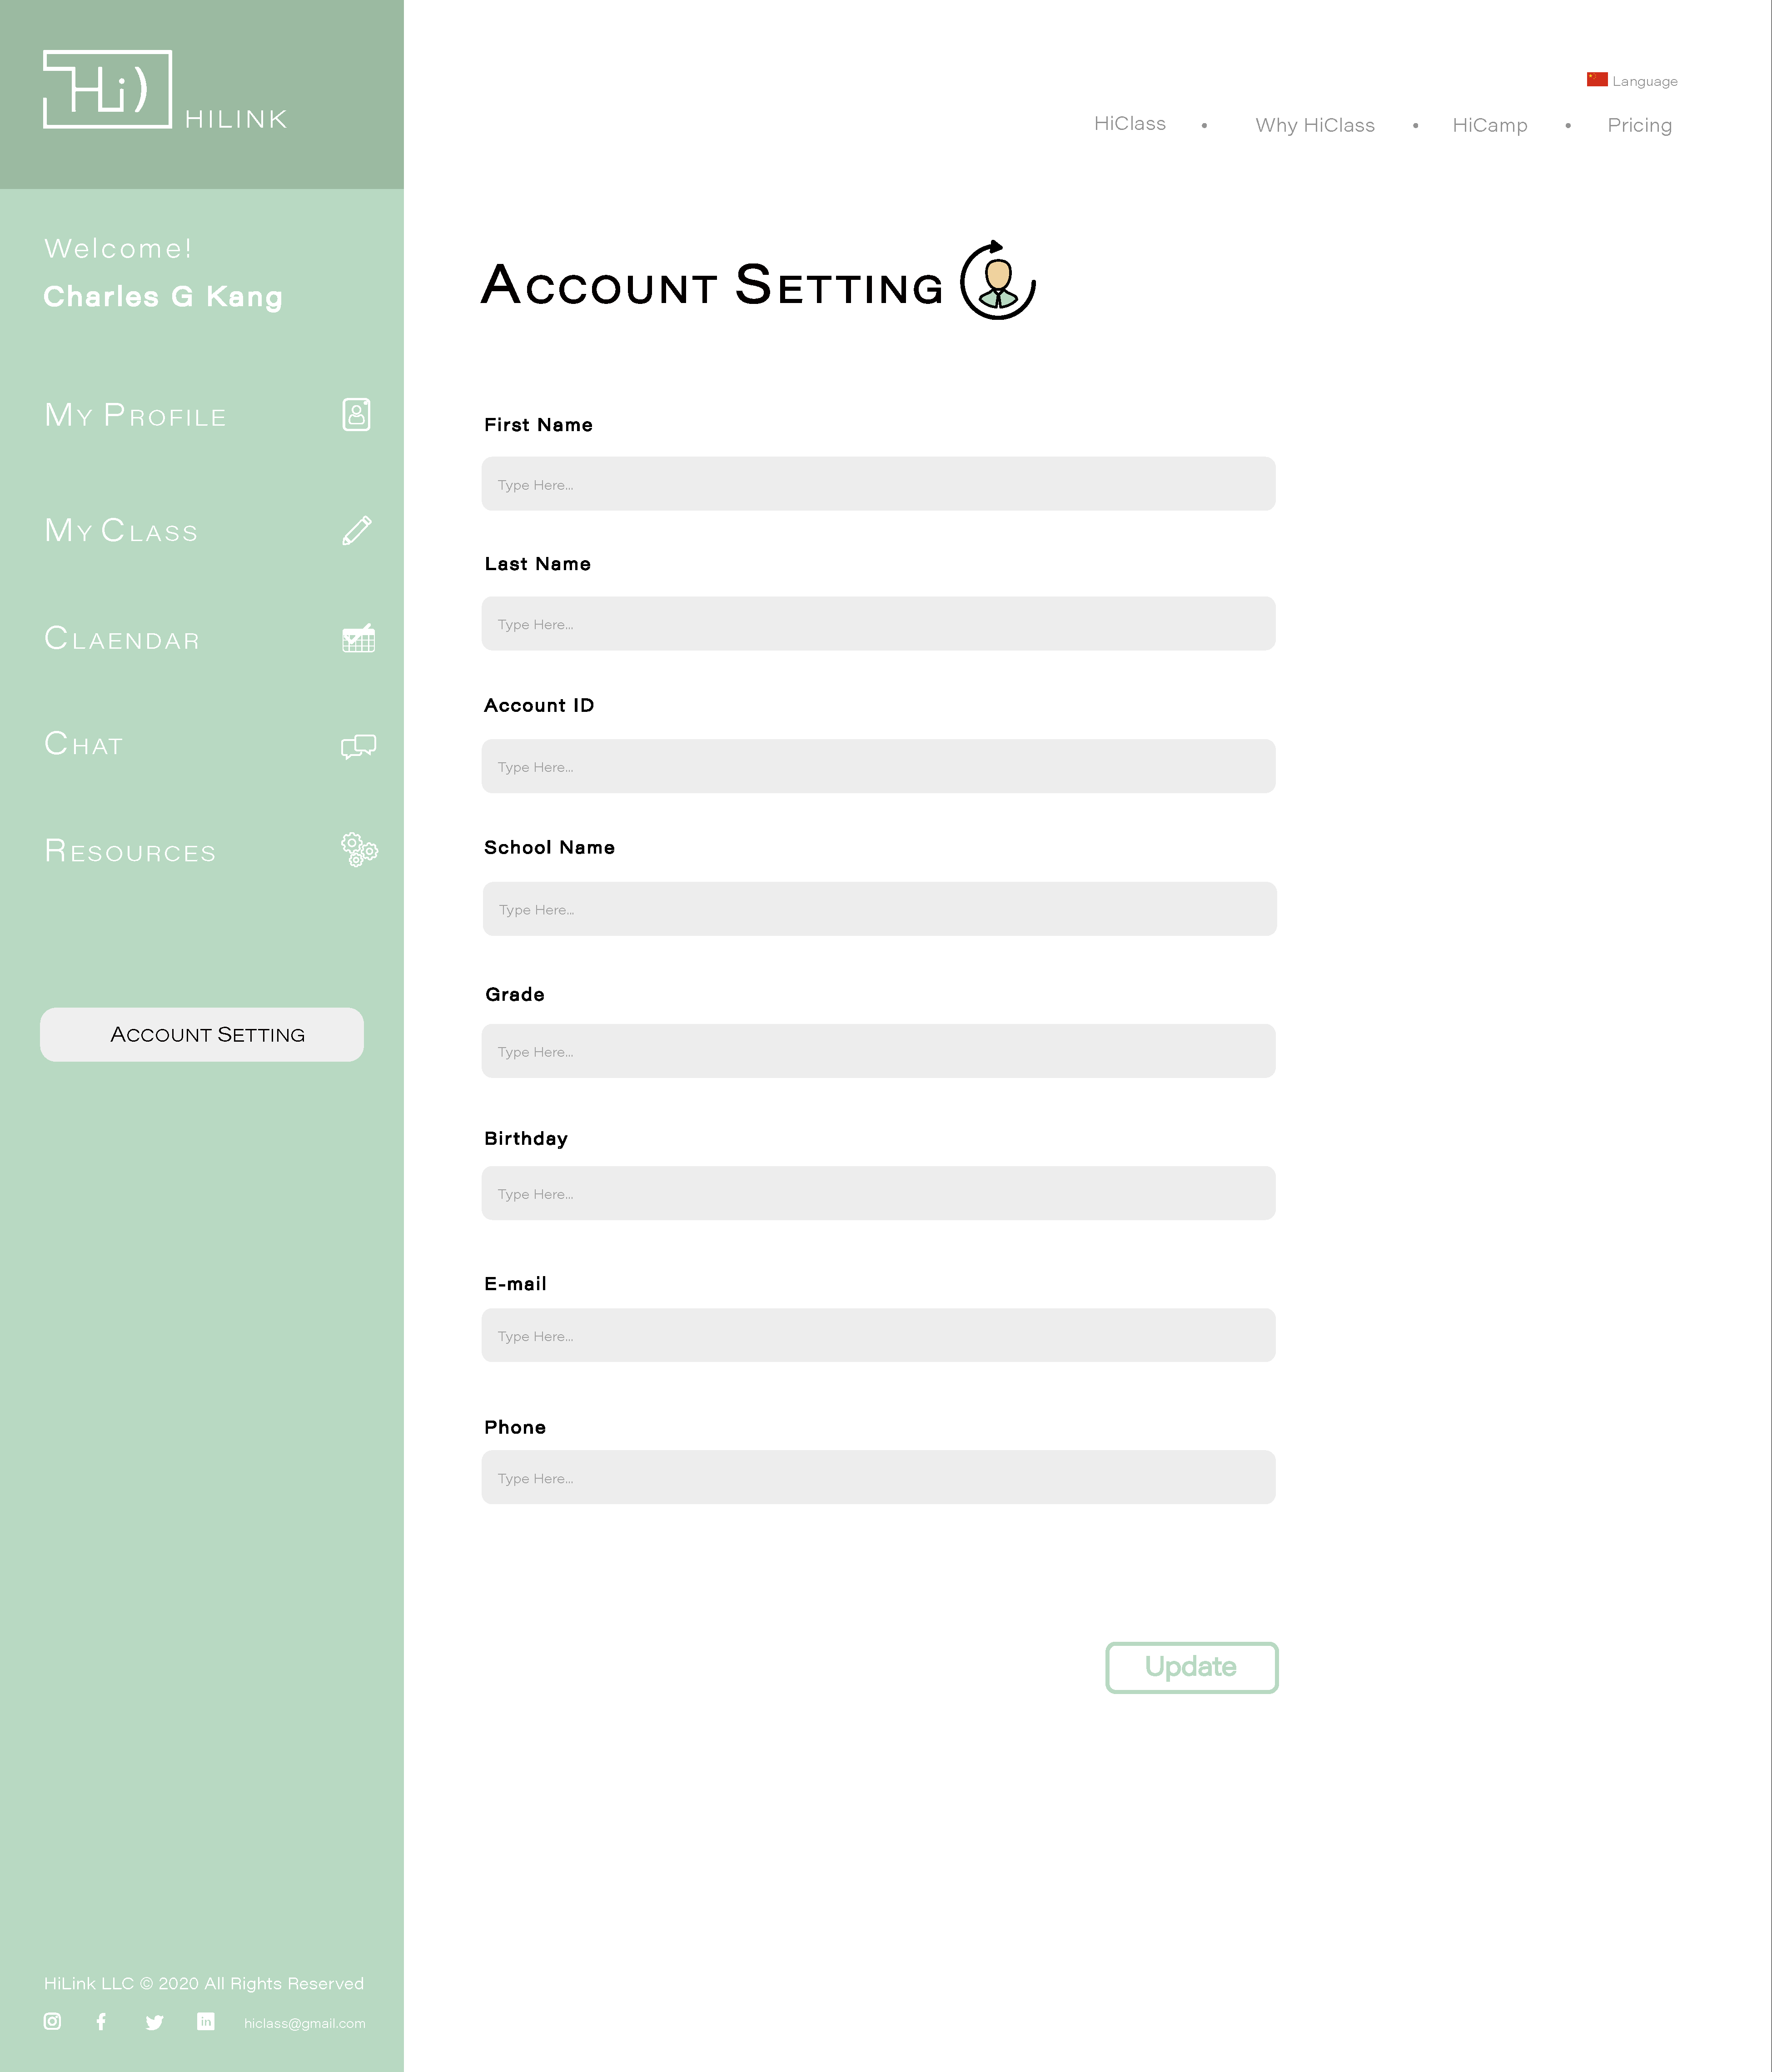 Hi)
HILINK
Language
HiClass • Why HiClass • HiCamp • Pricing
Welcome!
Charles G Kang
MY PROFILE
MY CLASS
CLAENDAR
CHAT
RESOURCES
ACCOUNT SETTING
ACCOUNT SETTING
First Name
Type Here...
Last Name
Type Here...
Account ID
Type Here...
School Name
Type Here...
Grade
Type Here...
Birthday
Type Here...
E-mail
Type Here...
Phone
Type Here...
Update
HiLink LLC © 2020 All Rights Reserved
in
hiclass@gmail.com